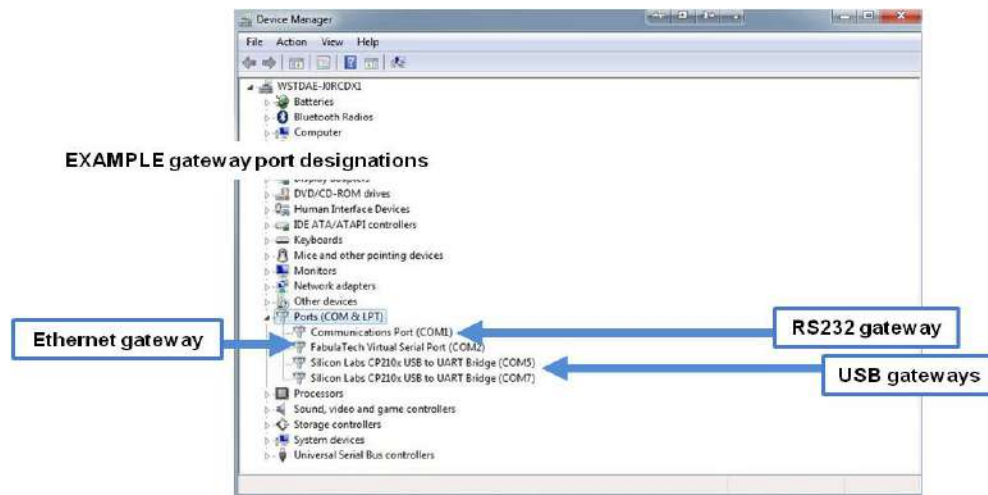 Device Manager
File Action View Help
WSTDAE-J0RCDX1
Batteries
Bluetooth Radios
Computer
EXAMPLE gateway port designations
Display adapters
DVD/CD-ROM drives
Human Interface Devices
IDE ATA/ATAPI controllers
Keyboards
Mice and other pointing devices
Monitors
Network adapters
Other devices
Ports (COM & LPT)
Communications Port (COM1)
RS232 gateway
Ethernet gateway
FabulaTech Virtual Serial Port (COM2)
Silicon Labs CP210x USB to UART Bridge (COM5)
Silicon Labs CP210x USB to UART Bridge (COM7)
USB gateways
Processors
Sound, video and game controllers
Storage controllers
System devices
Universal Serial Bus controllers